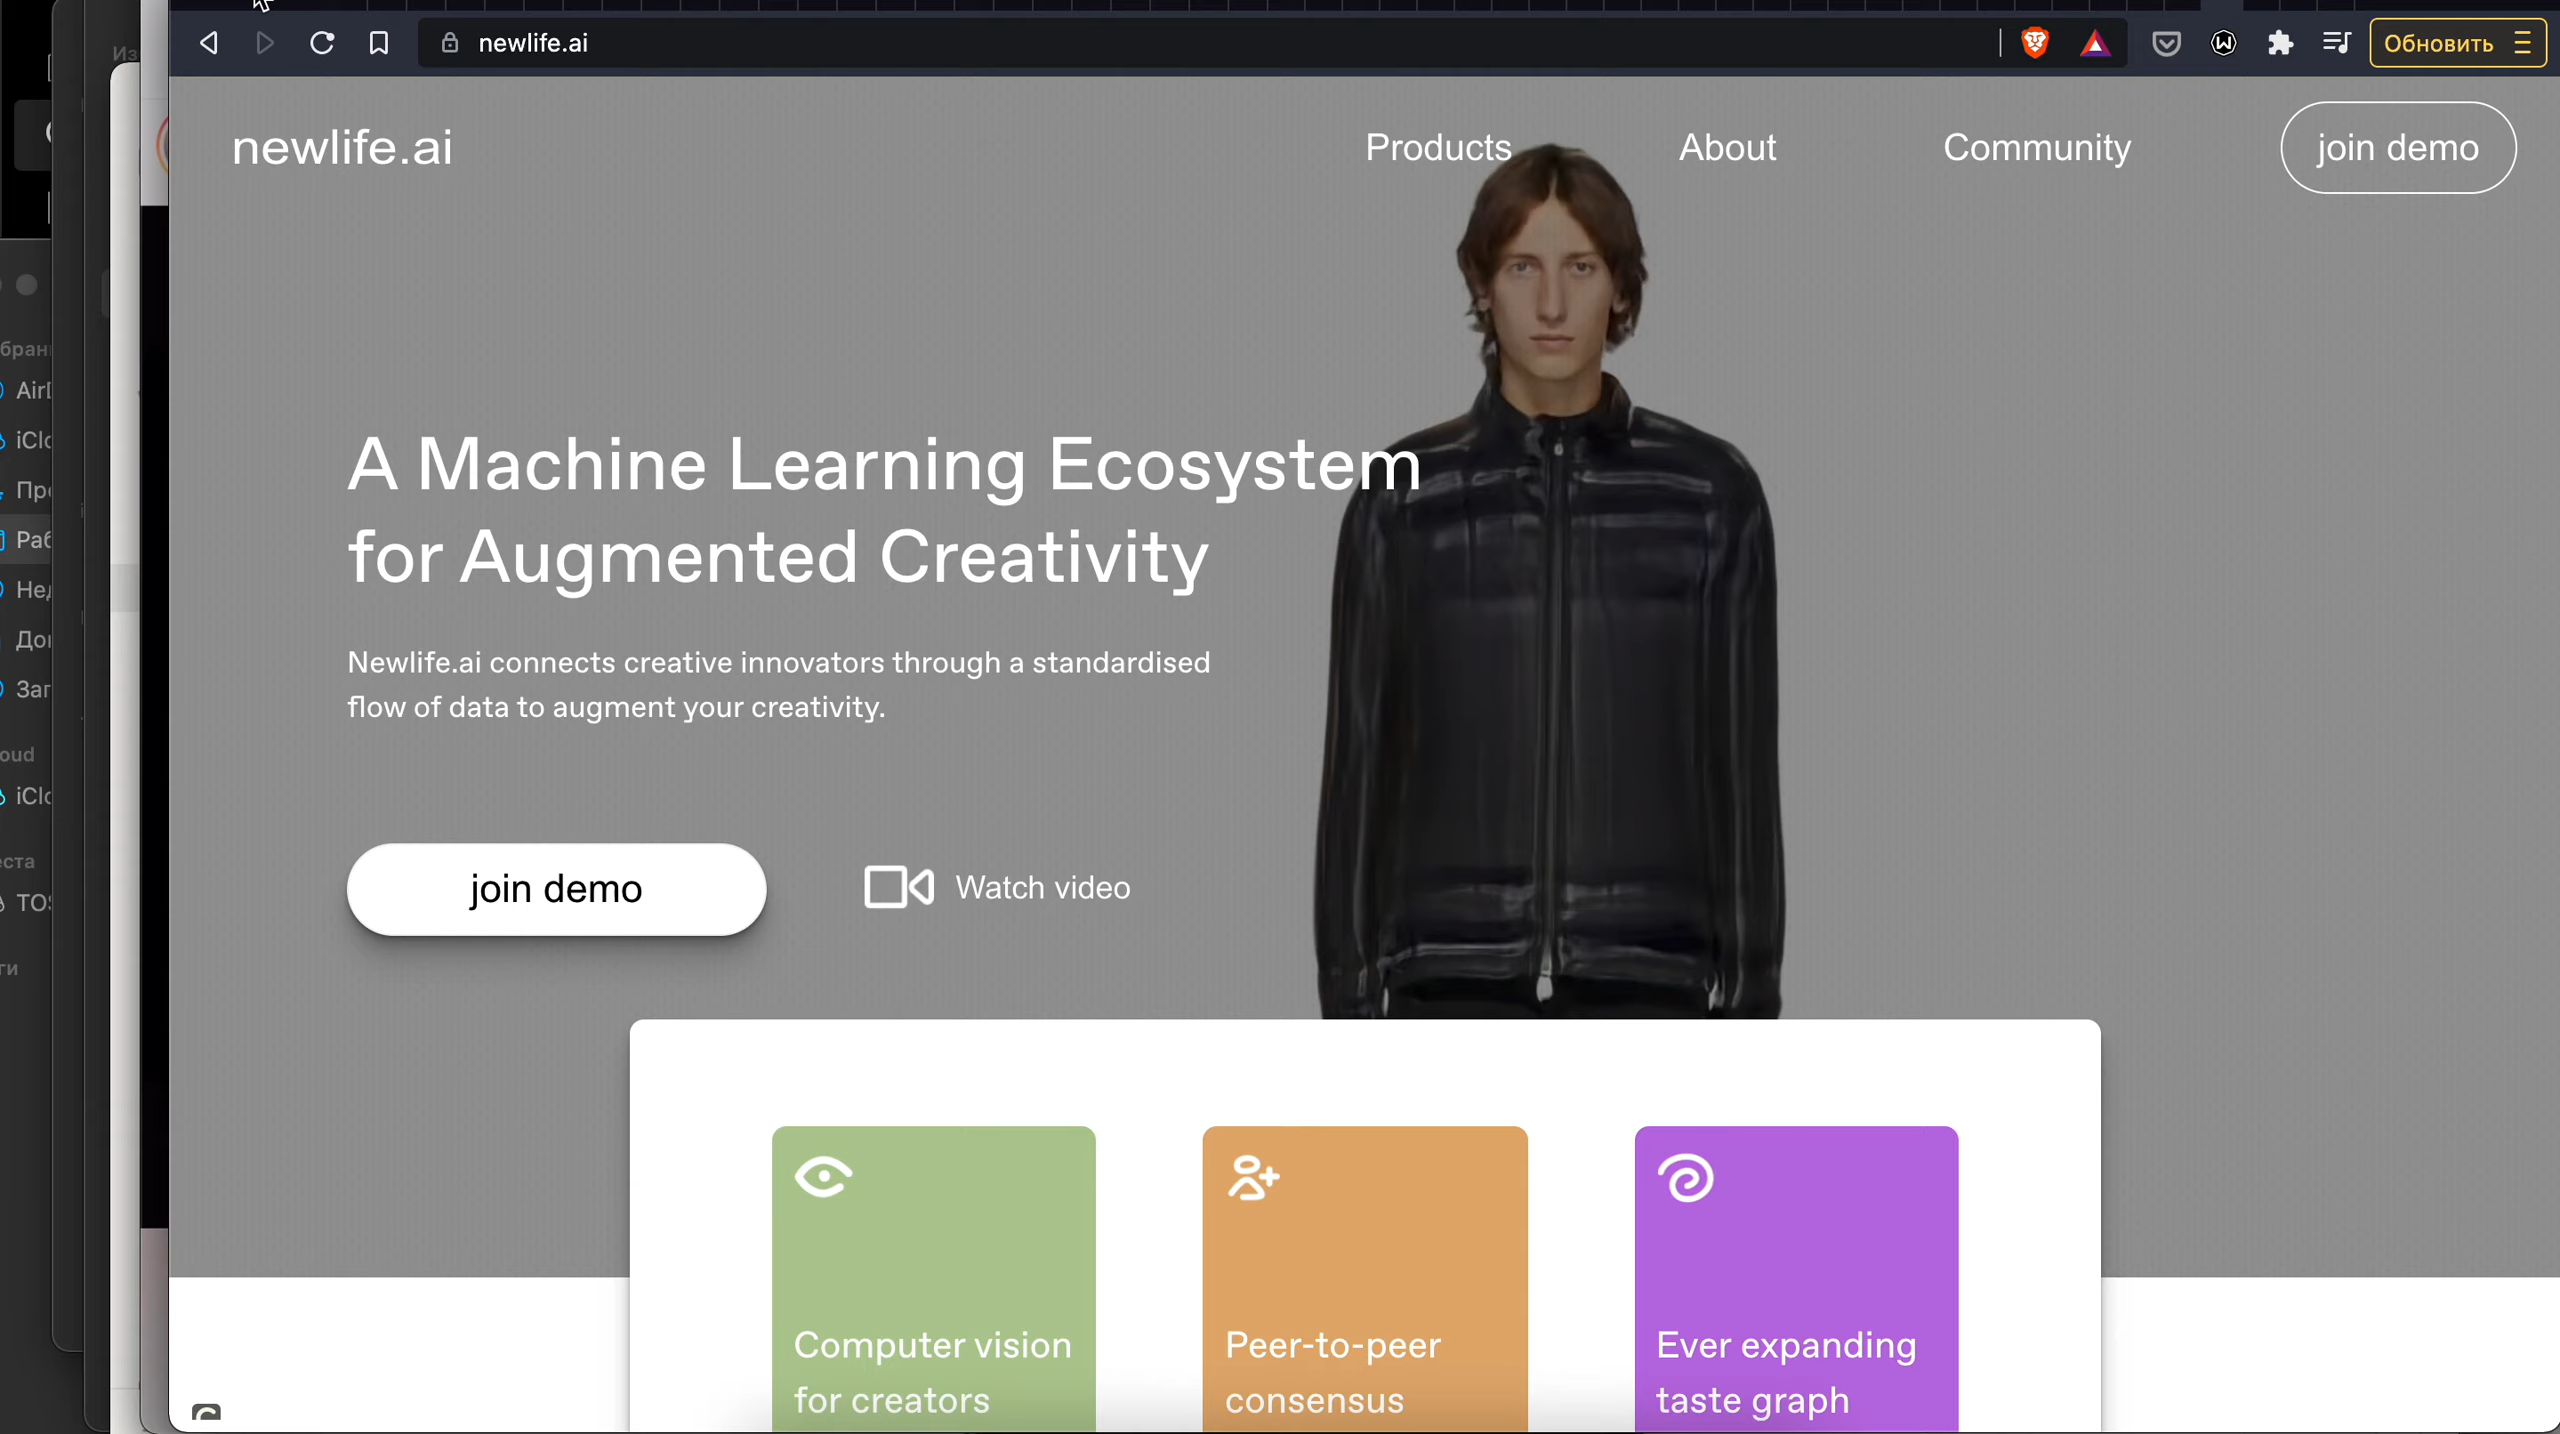 newlife.ai
Обновить
newlife.ai
Products
About
Community
join demo
A Machine Learning Ecosystem
for Augmented Creativity
Newlife.ai connects creative innovators through a standardised
flow of data to augment your creativity.
join demo
Watch video
Computer vision
for creators
Peer-to-peer
consensus
Ever expanding
taste graph